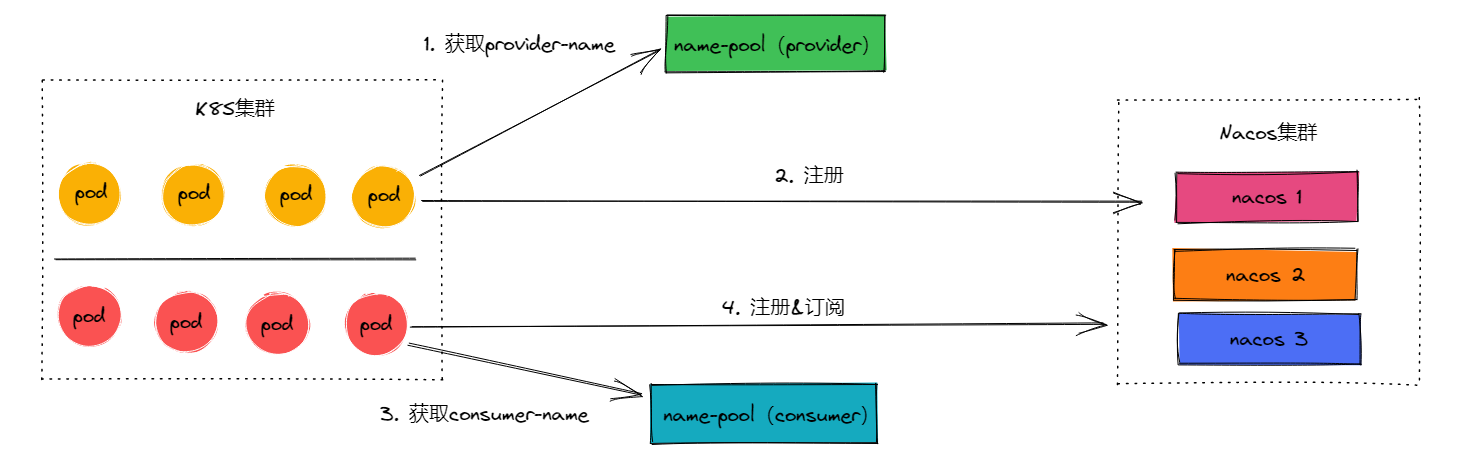 1. 获取provider-name
name-pool (provider)
K8S集群
Nacos集群
pod
pod
pod
pod
2. 注册
nacos 1
nacos 2
pod
pod
pod
pod
4. 注册&订阅
nacos 3
3. 获取consumer-name
name-pool (consumer)